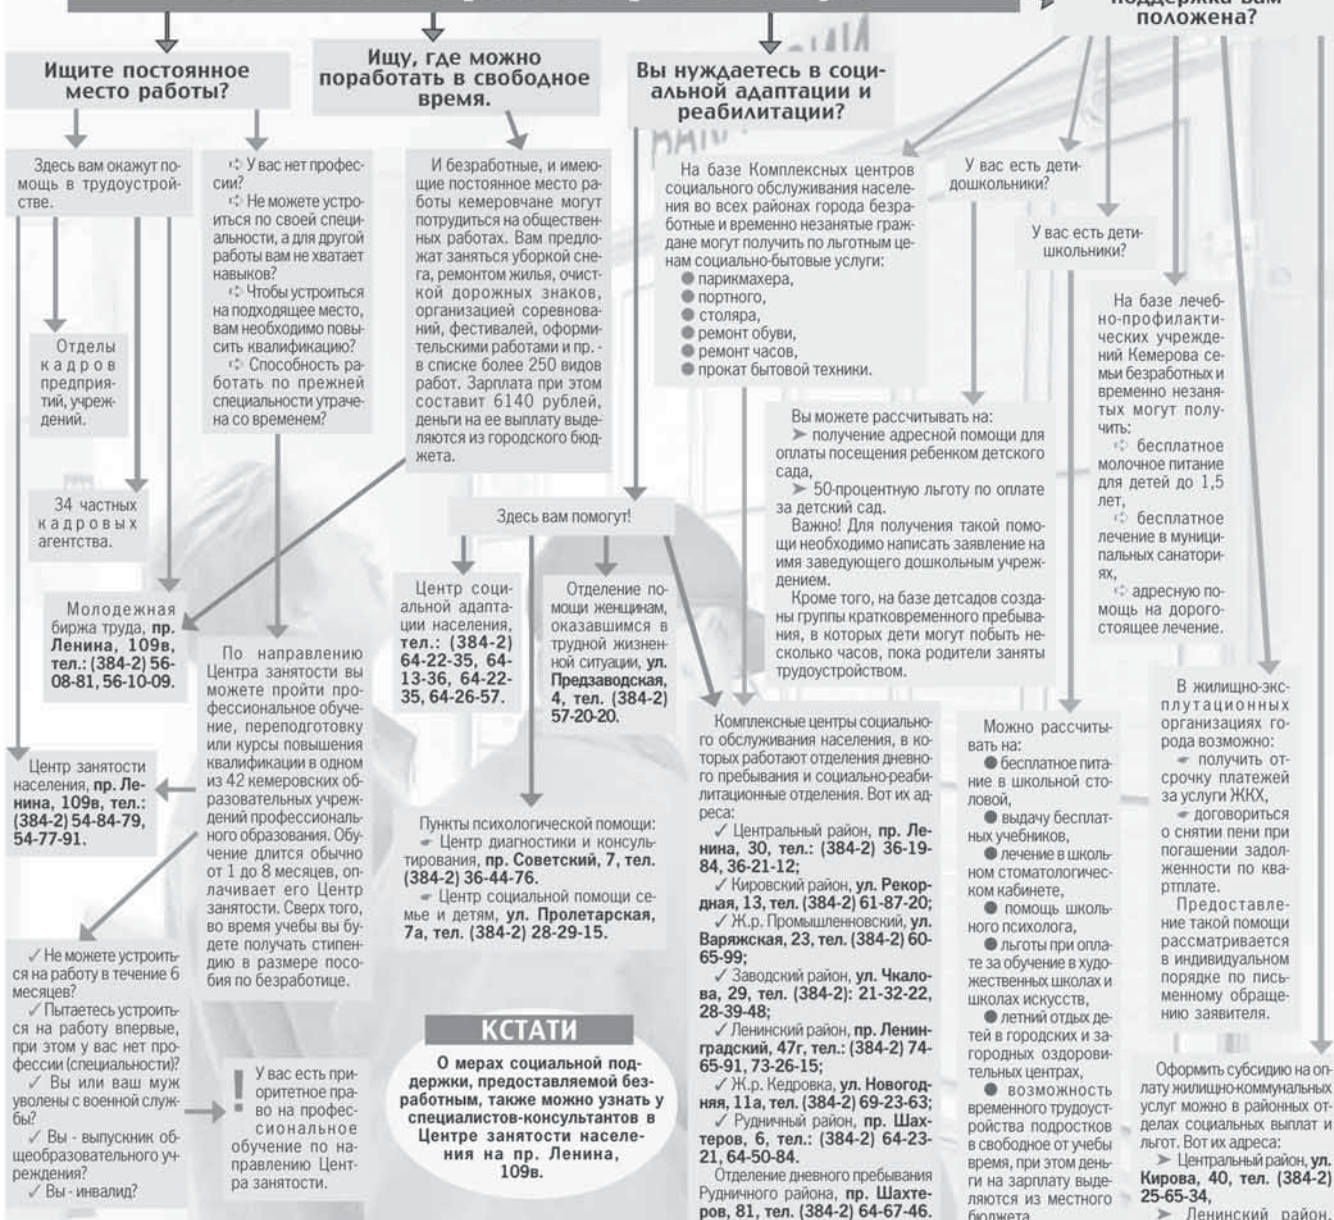 поддержка вам
положена?
Ищите постоянное
место работы?
Ищу, где можно
поработать в свободное
время.
Вы нуждаетесь в соци-
альной адаптации и
реабилитации?
Здесь вам окажут по-
мощь в трудоустрой-
стве.
➪ У вас нет профес-
сии?
➪ Не можете устро-
иться по своей специ-
альности, а для другой
работы вам не хватает
навыков?
➪ Чтобы устроиться
на подходящее место,
вам необходимо повы-
сить квалификацию?
➪ Способность ра-
ботать по прежней
специальности утраче-
на со временем?
И безработные, и имею-
щие постоянное место ра-
боты кемеровчане могут
потрудиться на обществен-
ных работах. Вам предло-
жат заняться уборкой сне-
га, ремонтом жилья, очист-
кой дорожных знаков,
организацией соревнова-
ний, фестивалей, оформи-
тельскими работами и пр. -
в списке более 250 видов
работ. Зарплата при этом
составит 6140 рублей,
деньги на ее выплату выде-
ляются из городского бюд-
жета.
На базе Комплексных центров
социального обслуживания населе-
ния во всех районах города безра-
ботные и временно незанятые граж-
дане могут получить по льготным це-
нам социально-бытовые услуги:
● парикмахера,
● портного,
● столяра,
● ремонт обуви,
● ремонт часов,
● прокат бытовой техники.
У вас есть дети-
дошкольники?
У вас есть дети-
школьники?
На базе лечеб-
но-профилакти-
ческих учрежде-
ний Кемерова се-
мьи безработных и
временно незаня-
тых могут полу-
чить:
➪ бесплатное
молочное питание
для детей до 1,5
лет,
➪ бесплатное
лечение в муници-
пальных санатори-
ях,
➪ адресную по-
мощь на дорого-
стоящее лечение.
Отделы
кадров
предприя-
тий, учреж-
дений.
34 частных
кадровых
агентства.
Молодежная
биржа труда, пр.
Ленина, 109в,
тел.: (384-2) 56-
08-81, 56-10-09.
Центр занятости
населения, пр. Ле-
нина, 109в, тел.:
(384-2) 54-84-79,
54-77-91.
По направлению
Центра занятости вы
можете пройти про-
фессиональное обуче-
ние, переподготовку
или курсы повышения
квалификации в одном
из 42 кемеровских об-
разовательных учреж-
дений профессиональ-
ного образования. Обу-
чение длится обычно
от 1 до 8 месяцев, оп-
лачивает его Центр
занятости. Сверх того,
во время учебы вы бу-
дете получать стипен-
дию в размере посо-
бия по безработице.
Здесь вам помогут!
Центр соци-
альной адапта-
ции населения,
тел.: (384-2)
64-22-35, 64-
13-36, 64-22-
35, 64-26-57.
Отделение по-
мощи женщинам,
оказавшимся в
трудной жизнен-
ной ситуации, ул.
Предзаводская,
4, тел. (384-2)
57-20-20.
Вы можете рассчитывать на:
➤ получение адресной помощи для
оплаты посещения ребенком детского
сада,
➤ 50-процентную льготу по оплате
за детский сад.
Важно! Для получения такой помо-
щи необходимо написать заявление на
имя заведующего дошкольным учреж-
дением.
Кроме того, на базе детсадов созда-
ны группы кратковременного пребыва-
ния, в которых дети могут побыть не-
сколько часов, пока родители заняты
трудоустройством.
Пункты психологической помощи:
☛ Центр диагностики и консуль-
тирования, пр. Советский, 7, тел.
(384-2) 36-44-76.
☛ Центр социальной помощи се-
мье и детям, ул. Пролетарская,
7а, тел. (384-2) 28-29-15.
Комплексные центры социально-
го обслуживания населения, в ко-
торых работают отделения дневно-
го пребывания и социально-реаби-
литационные отделения. Вот их ад-
реса:
✓ Центральный район, пр. Ле-
нина, 30, тел.: (384-2) 36-19-
84, 36-21-12;
✓ Кировский район, ул. Рекор-
дная, 13, тел. (384-2) 61-87-20;
✓ Ж.р. Промышленновский, ул.
Варяжская, 23, тел. (384-2) 60-
65-99;
✓ Заводский район, ул. Чкало-
ва, 29, тел. (384-2): 21-32-22,
28-39-48;
✓ Ленинский район, пр. Ленин-
градский, 47г, тел.: (384-2) 74-
65-91, 73-26-15;
✓ Ж.р. Кедровка, ул. Новогод-
няя, 11а, тел. (384-2) 69-23-63;
✓ Рудничный район, пр. Шах-
теров, 6, тел.: (384-2) 64-23-
21, 64-50-84.
Отделение дневного пребывания
Рудничного района, пр. Шахте-
ров, 81, тел. (384-2) 64-67-46.
Можно рассчиты-
вать на:
● бесплатное пита-
ние в школьной сто-
ловой,
● выдачу бесплат-
ных учебников,
● лечение в школь-
ном стоматологичес-
ком кабинете,
● помощь школь-
ного психолога,
● льготы при опла-
те за обучение в худо-
жественных школах и
школах искусств,
● летний отдых де-
тей в городских и за-
городных оздорови-
тельных центрах,
● возможность
временного трудоуст-
ройства подростков
в свободное от учебы
время, при этом день-
ги на зарплату выде-
ляются из местного
бюджета.
В жилищно-экс-
плутационных
организациях го-
рода возможно:
☛ получить от-
срочку платежей
за услуги ЖКХ,
☛ договориться
о снятии пени при
погашении задол-
женности по ква-
ртплате.
Предоставле-
ние такой помощи
рассматривается
в индивидуальном
порядке по пись-
менному обраще-
нию заявителя.
Оформить субсидию на оп-
лату жилищно-коммунальных
услуг можно в районных от-
делах социальных выплат и
льгот. Вот их адреса:
➤ Центральный район, ул.
Кирова, 40, тел. (384-2)
25-65-34,
➤ Ленинский район,
✓ Не можете устроить-
ся на работу в течение 6
месяцев?
✓ Пытаетесь устроить-
ся на работу впервые,
при этом у вас нет про-
фессии (специальности)?
✓ Вы или ваш муж
уволены с военной служ-
бы?
✓ Вы - выпускник об-
щеобразовательного уч-
реждения?
✓ Вы - инвалид?
! У вас есть при-
оритетное пра-
во на профес-
сиональное
обучение по на-
правлению Цент-
ра занятости.
КСТАТИ
О мерах социальной под-
держки, предоставляемой без-
работным, также можно узнать у
специалистов-консультантов в
Центре занятости населе-
ния на пр. Ленина,
109в.